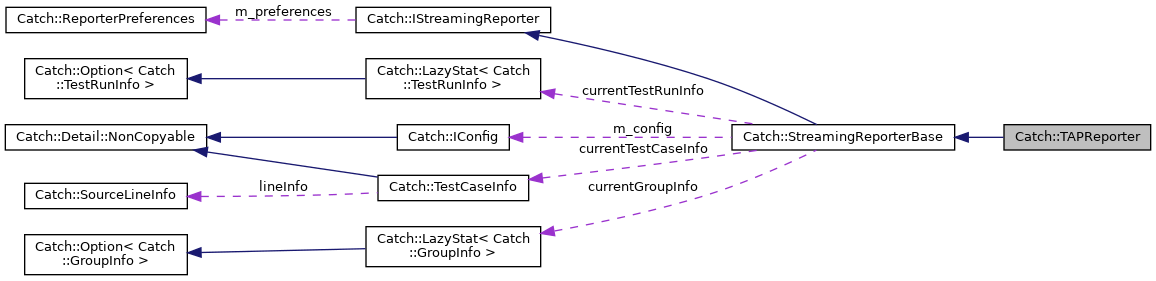 Catch::ReporterPreferences
m_preferences
Catch::IStreamingReporter
Catch::Option< Catch
::TestRunInfo >
Catch::LazyStat< Catch
::TestRunInfo >
currentTestRunInfo
Catch::Detail::NonCopyable
Catch::IConfig
m_config
Catch::StreamingReporterBase
Catch::TAPReporter
currentTestCaseInfo
Catch::SourceLineInfo
lineInfo
Catch::TestCaseInfo
currentGroupInfo
Catch::Option< Catch
::GroupInfo >
Catch::LazyStat< Catch
::GroupInfo >